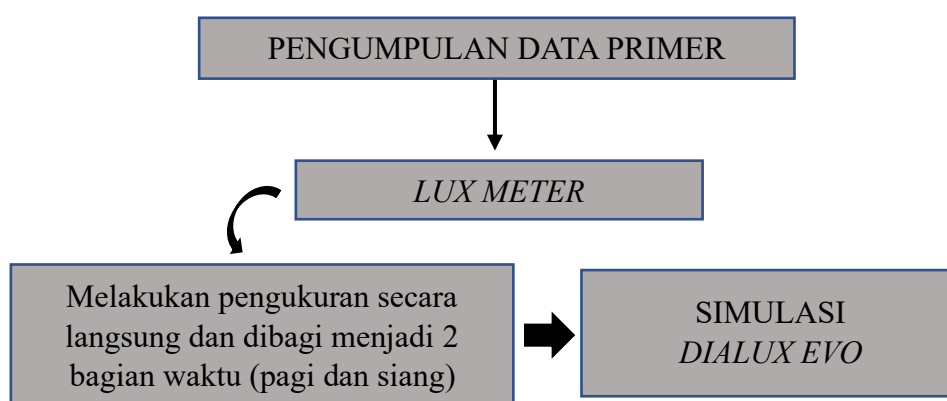 PENGUMPULAN DATA PRIMER
LUX METER
Melakukan pengukuran secara
langsung dan dibagi menjadi 2
bagian waktu (pagi dan siang)
SIMULASI
DIALUX EVO